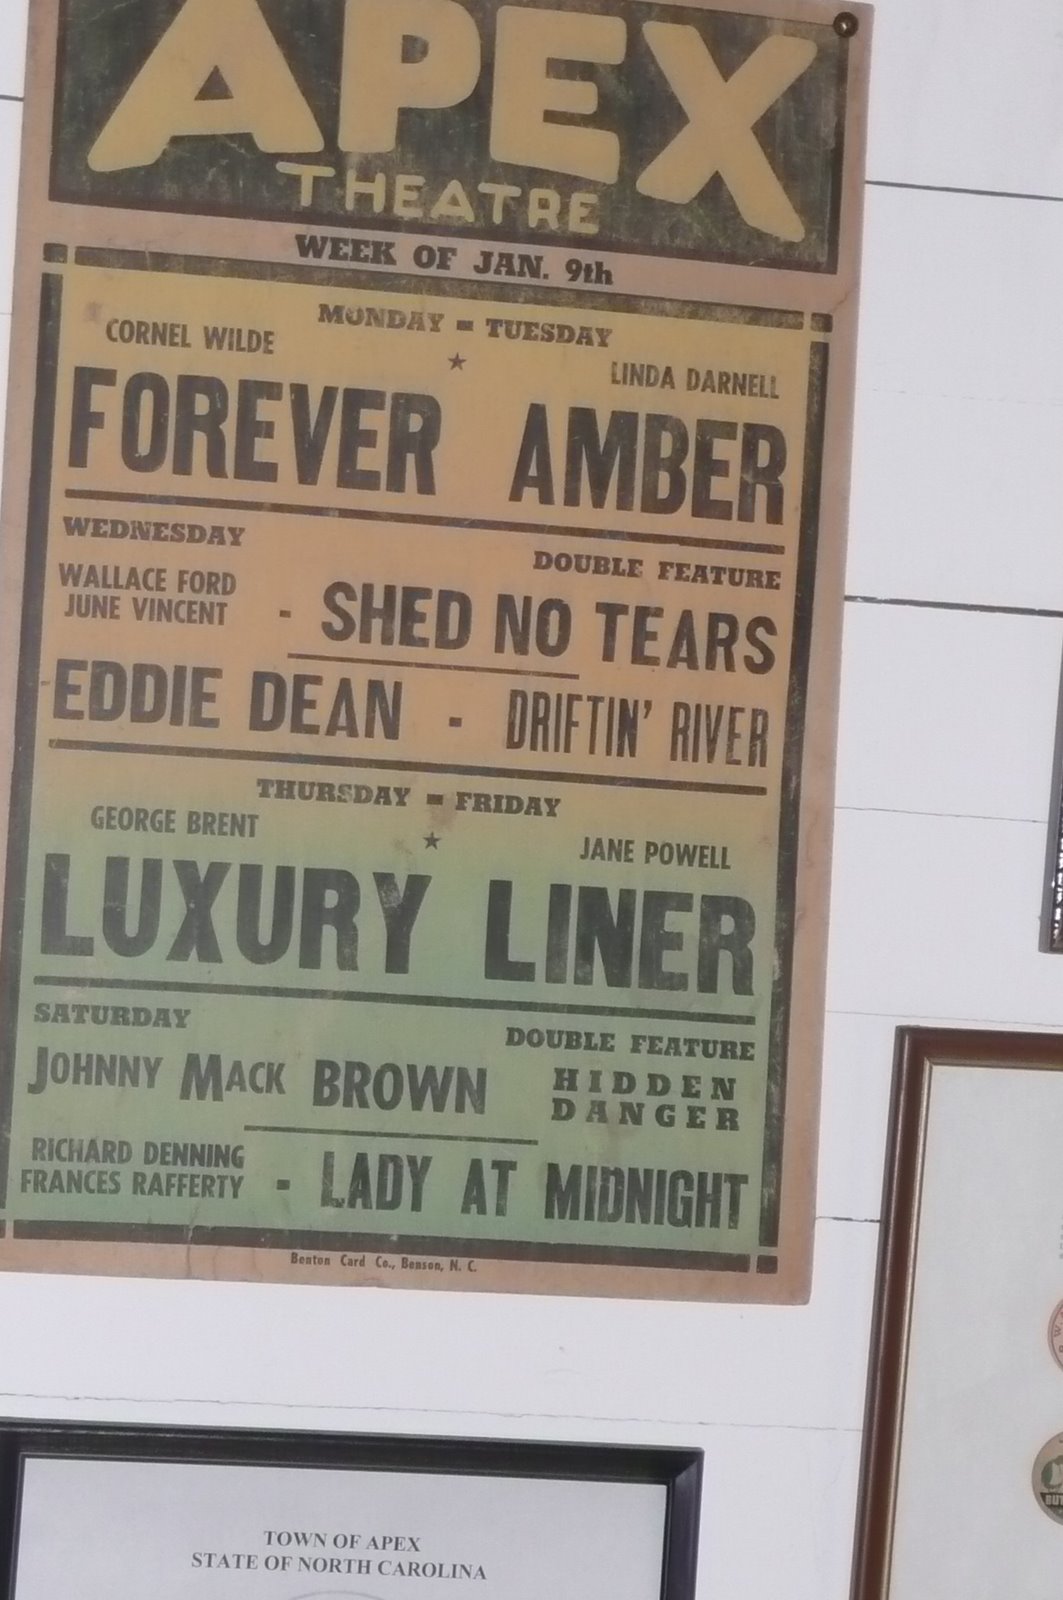 APEX
THEATRE
WEEK OF JAN. 9th
MONDAY - TUESDAY
CORNEL WILDE
LINDA DARNELL
FOREVER AMBER
WEDNESDAY
DOUBLE FEATURE
WALLACE FORD
JUNE VINCENT
- SHED NO TEARS
EDDIE DEAN - DRIFTIN' RIVER
THURSDAY - FRIDAY
GEORGE BRENT
JANE POWELL
LUXURY LINER
SATURDAY
DOUBLE FEATURE
JOHNNY MACK BROWN
HIDDEN
DANGER
RICHARD DENNING
FRANCES RAFFERTY
- LADY AT MIDNIGHT
Benton Card Co., Benson, N. C.
TOWN OF APEX
STATE OF NORTH CAROLINA